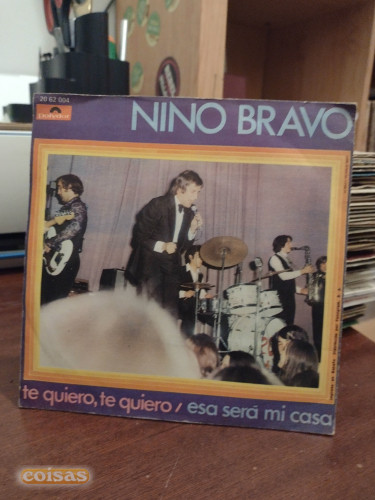 20 62 004
Polydor
NINO BRAVO
te quiero, te quiero / esa será mi casa
coisas